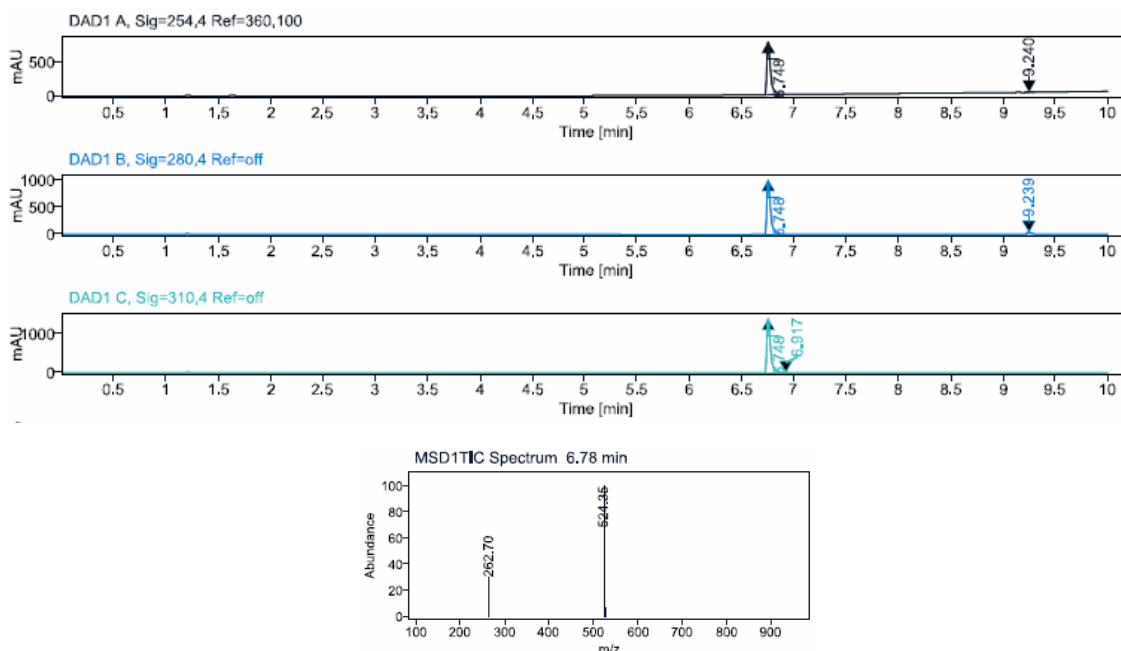 DAD1 A, Sig=254,4 Ref=360,100
mAU
500
0
6.748
9.240
0.5 1 1.5 2 2.5 3 3.5 4 4.5 5 5.5 6 6.5 7 7.5 8 8.5 9 9.5 10
Time [min]
DAD1 B, Sig=280,4 Ref=off
mAU
1000
500
0
6.748
9.239
0.5 1 1.5 2 2.5 3 3.5 4 4.5 5 5.5 6 6.5 7 7.5 8 8.5 9 9.5 10
Time [min]
DAD1 C, Sig=310,4 Ref=off
mAU
1000
0
6.748
6.917
0.5 1 1.5 2 2.5 3 3.5 4 4.5 5 5.5 6 6.5 7 7.5 8 8.5 9 9.5 10
Time [min]
MSD1TIC Spectrum 6.78 min
Abundance
100
80
60
40
20
0
262.70
524.35
100 200 300 400 500 600 700 800 900
m/z